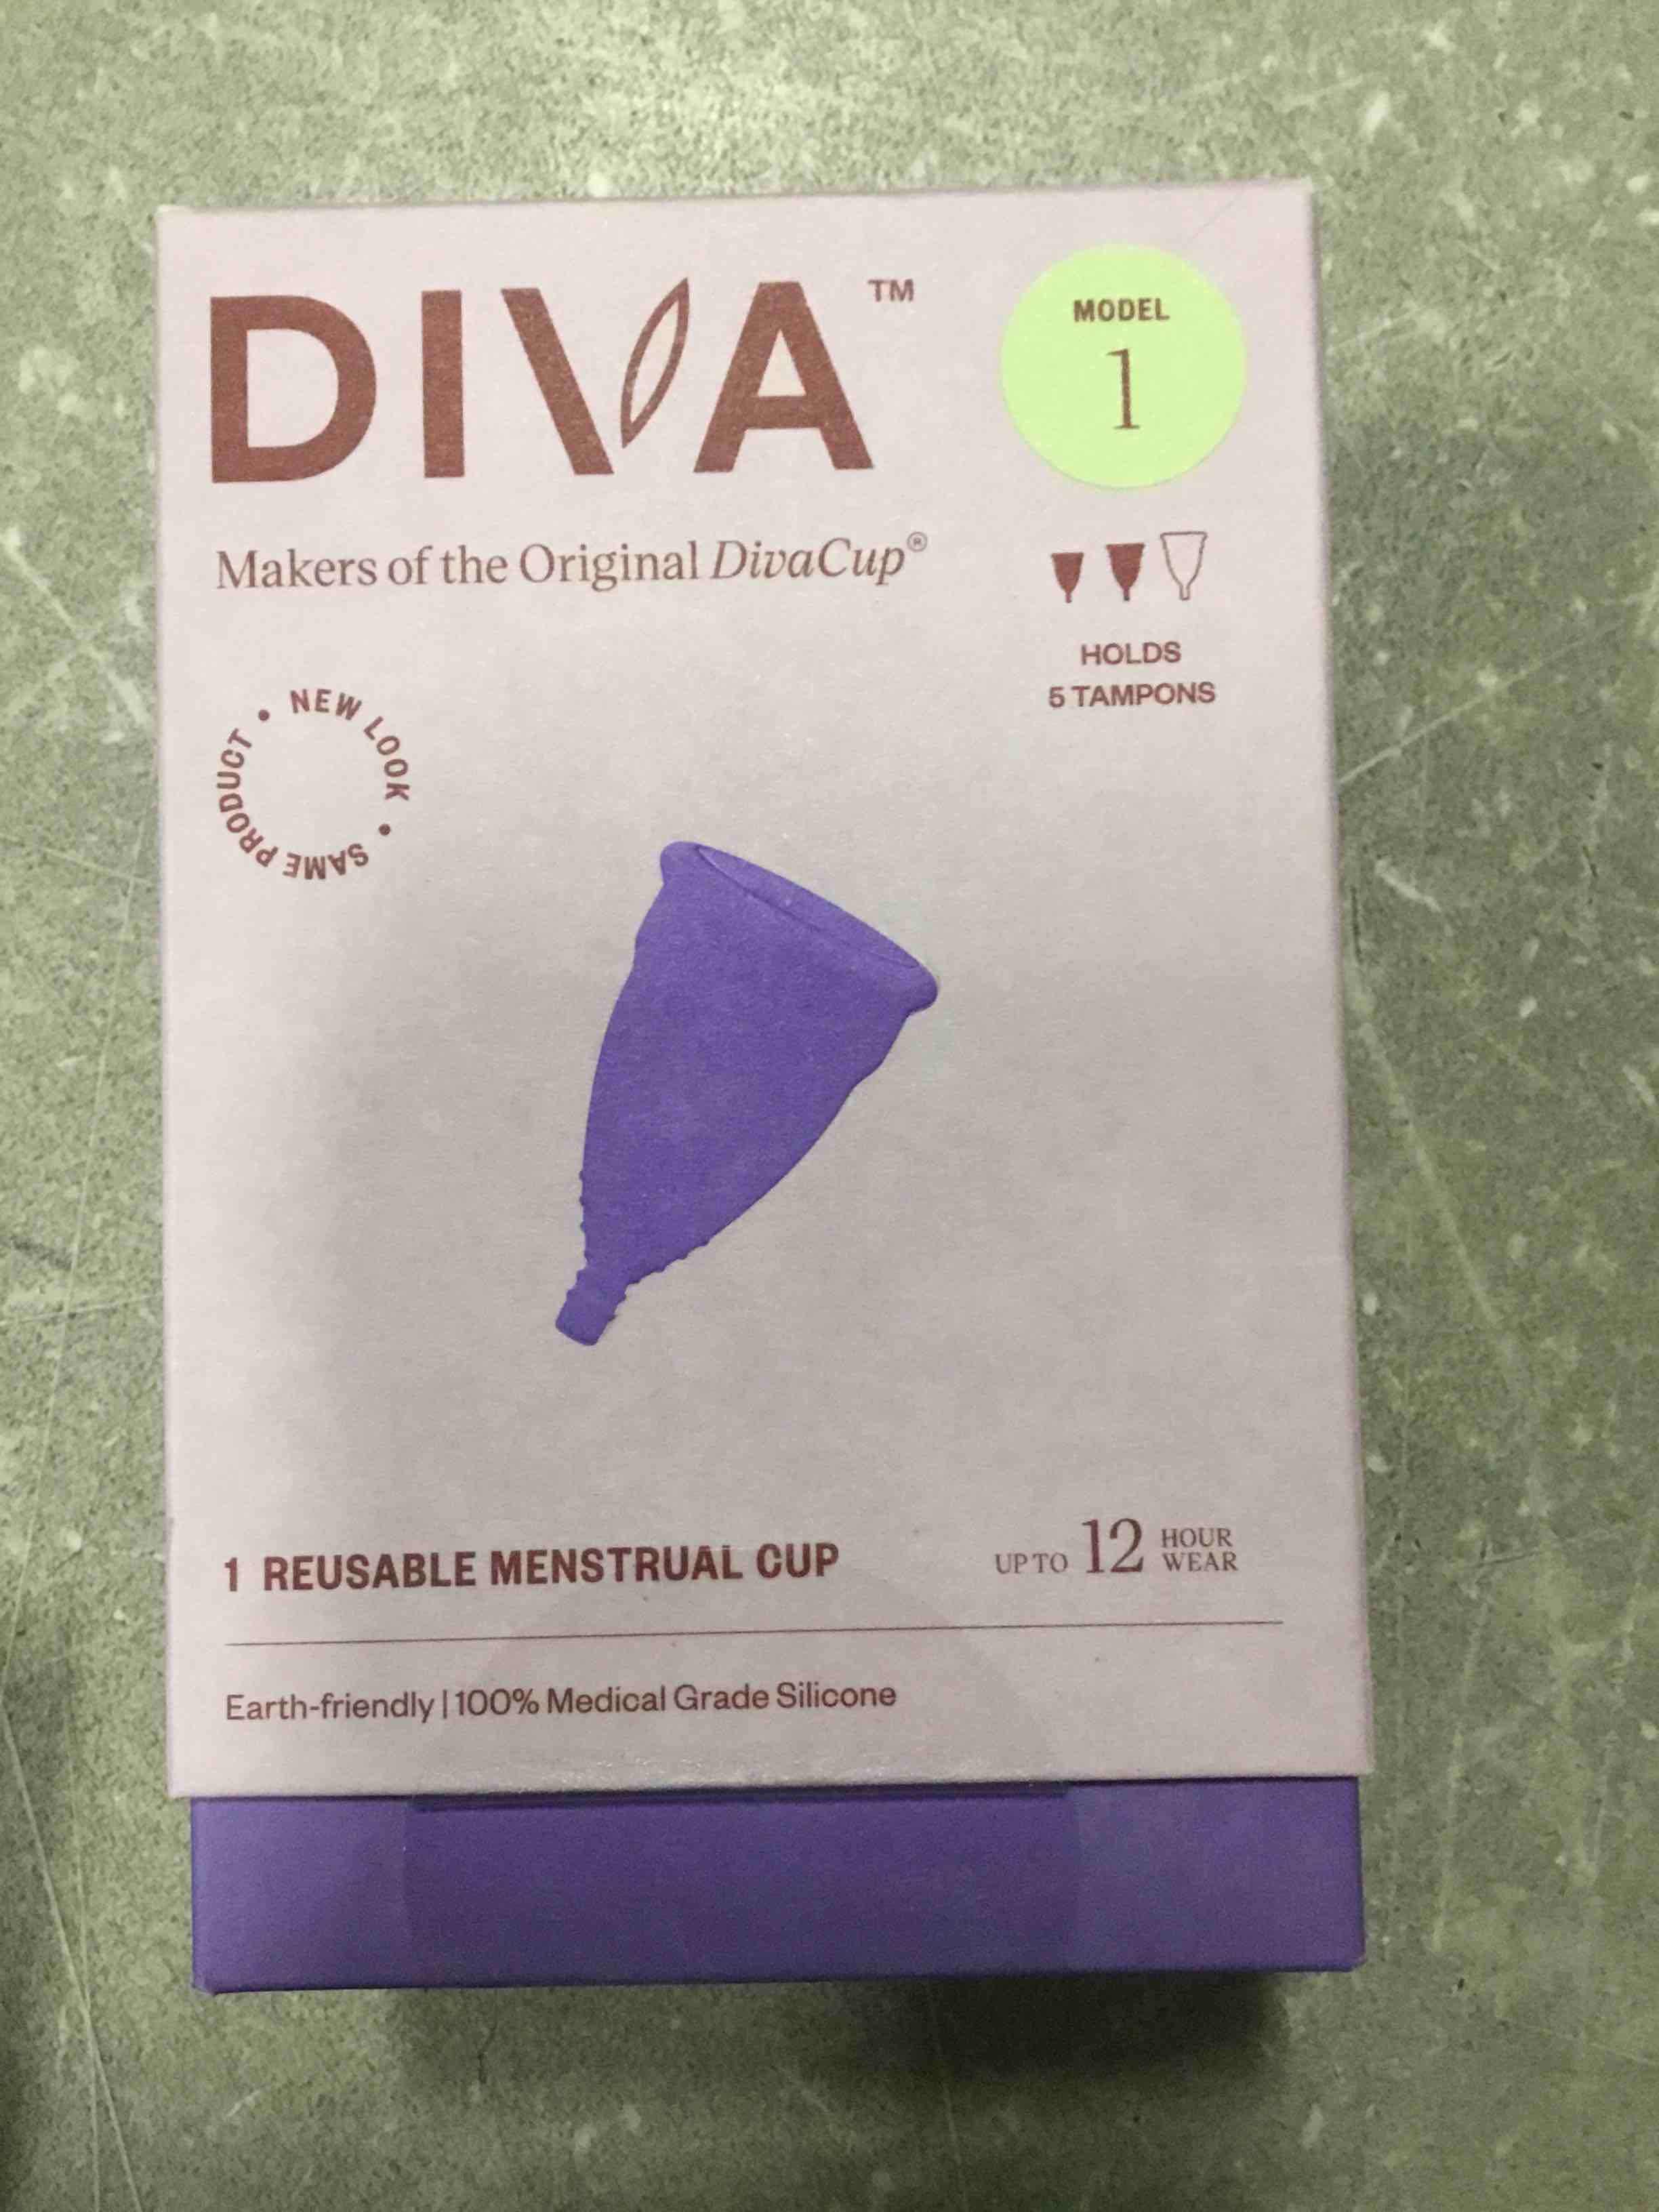 DIVA™
MODEL
1
Makers of the Original DivaCup®
HOLDS
5 TAMPONS
NEW LOOK • SAME PRODUCT •
1 REUSABLE MENSTRUAL CUP
UP TO 12 HOUR
WEAR
Earth-friendly | 100% Medical Grade Silicone